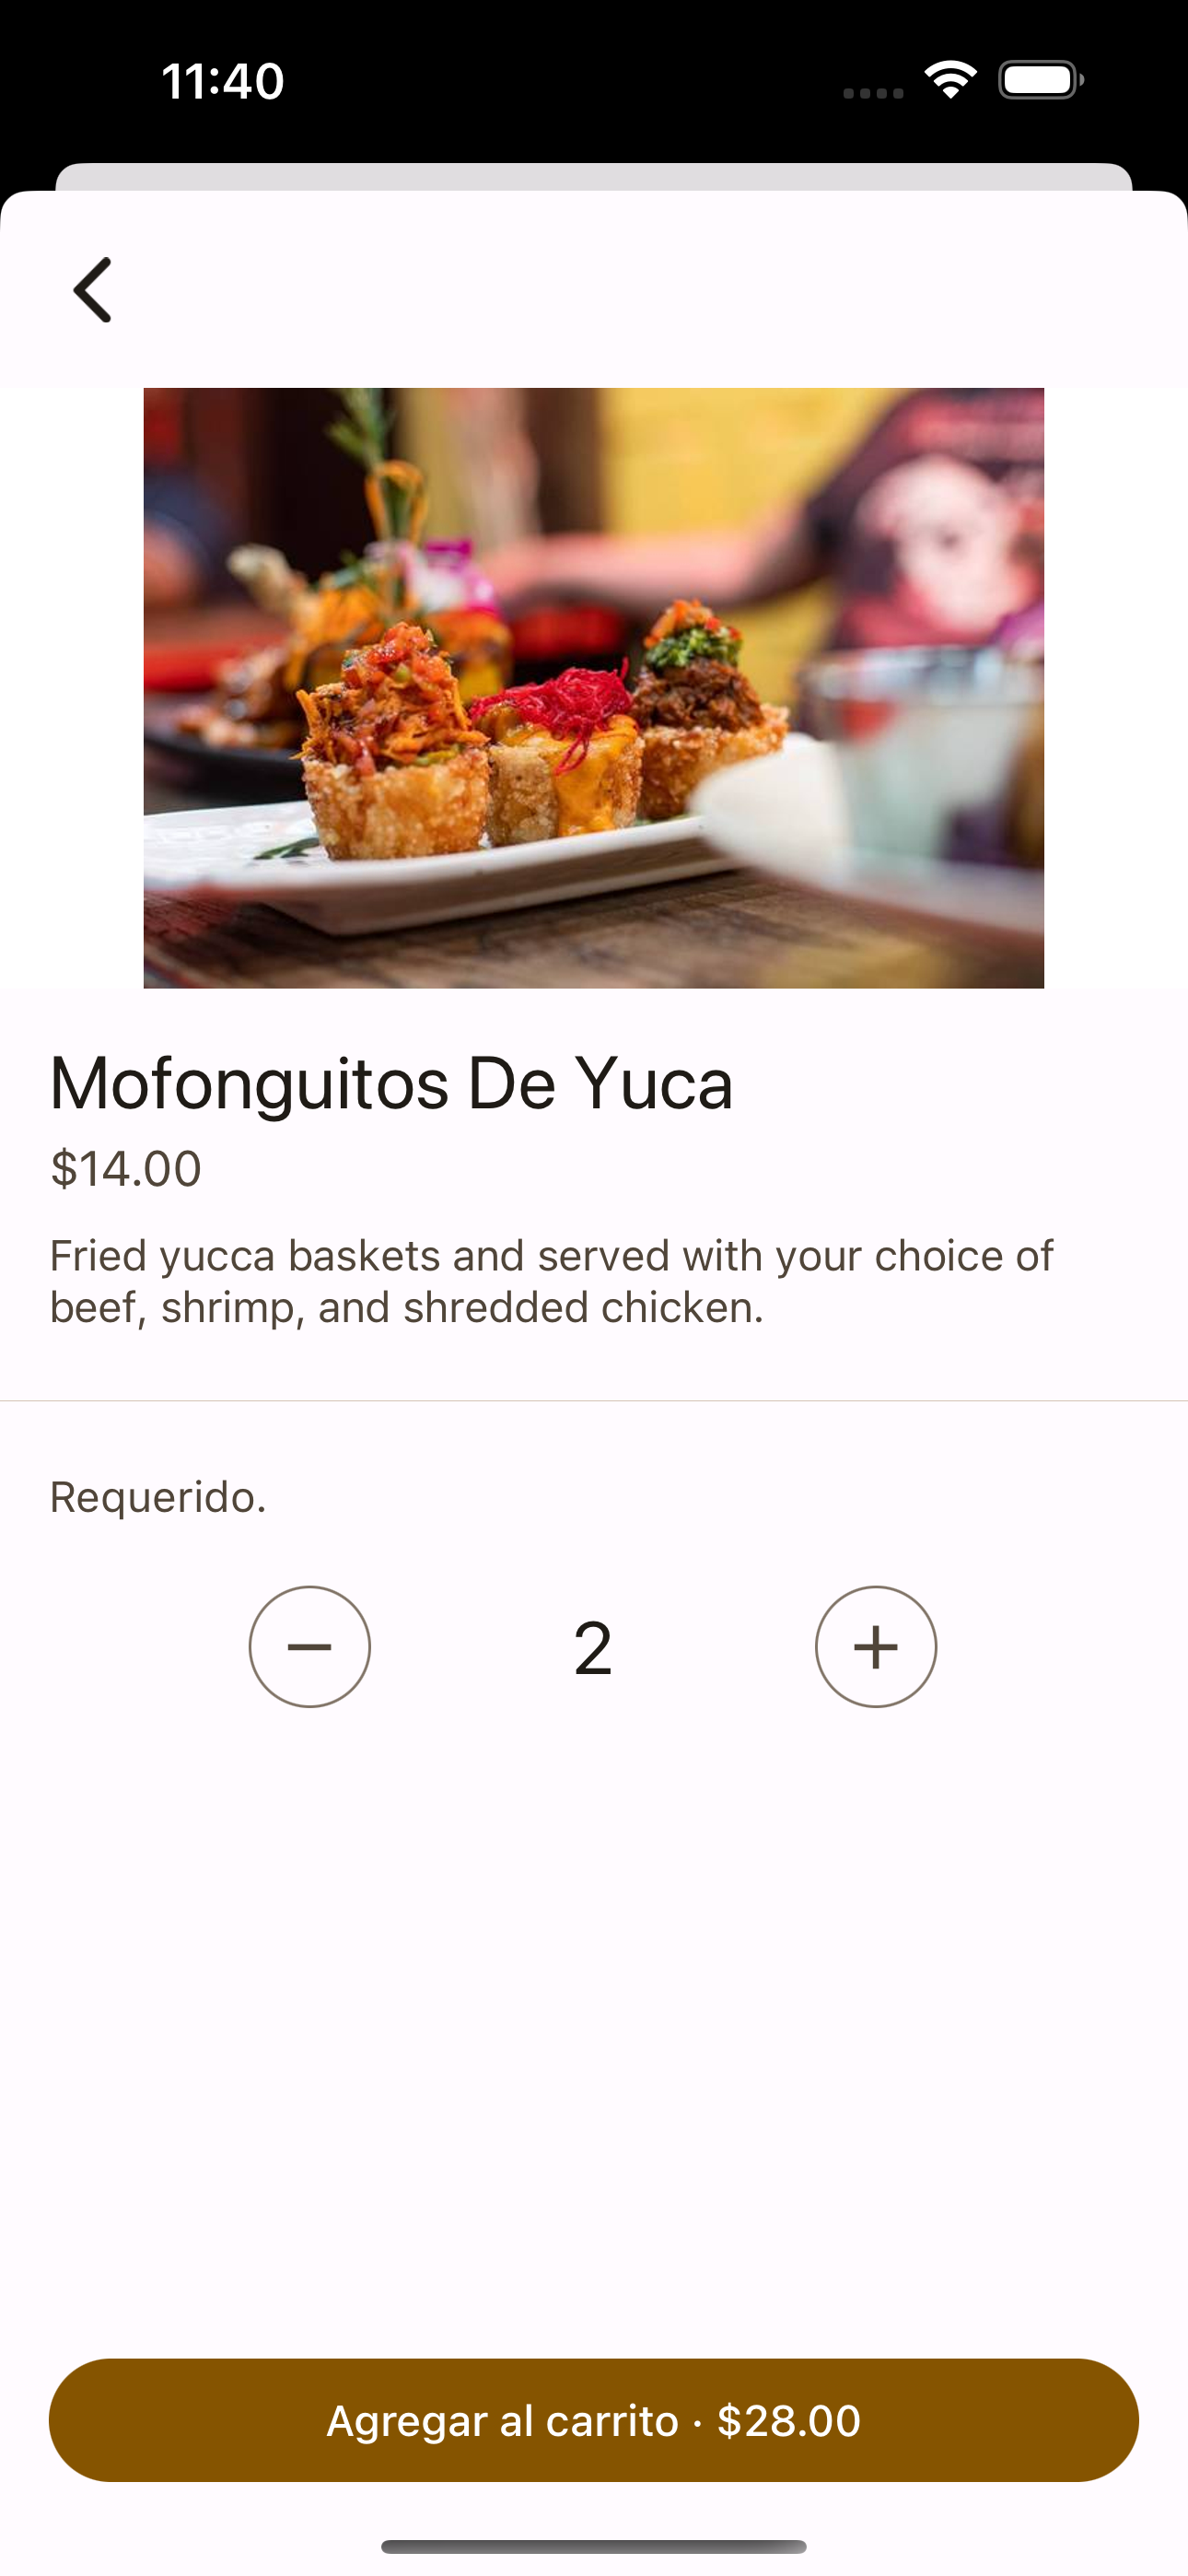 11:40
Mofonguitos De Yuca
$14.00
Fried yucca baskets and served with your choice of
beef, shrimp, and shredded chicken.
Requerido.
2
Agregar al carrito · $28.00